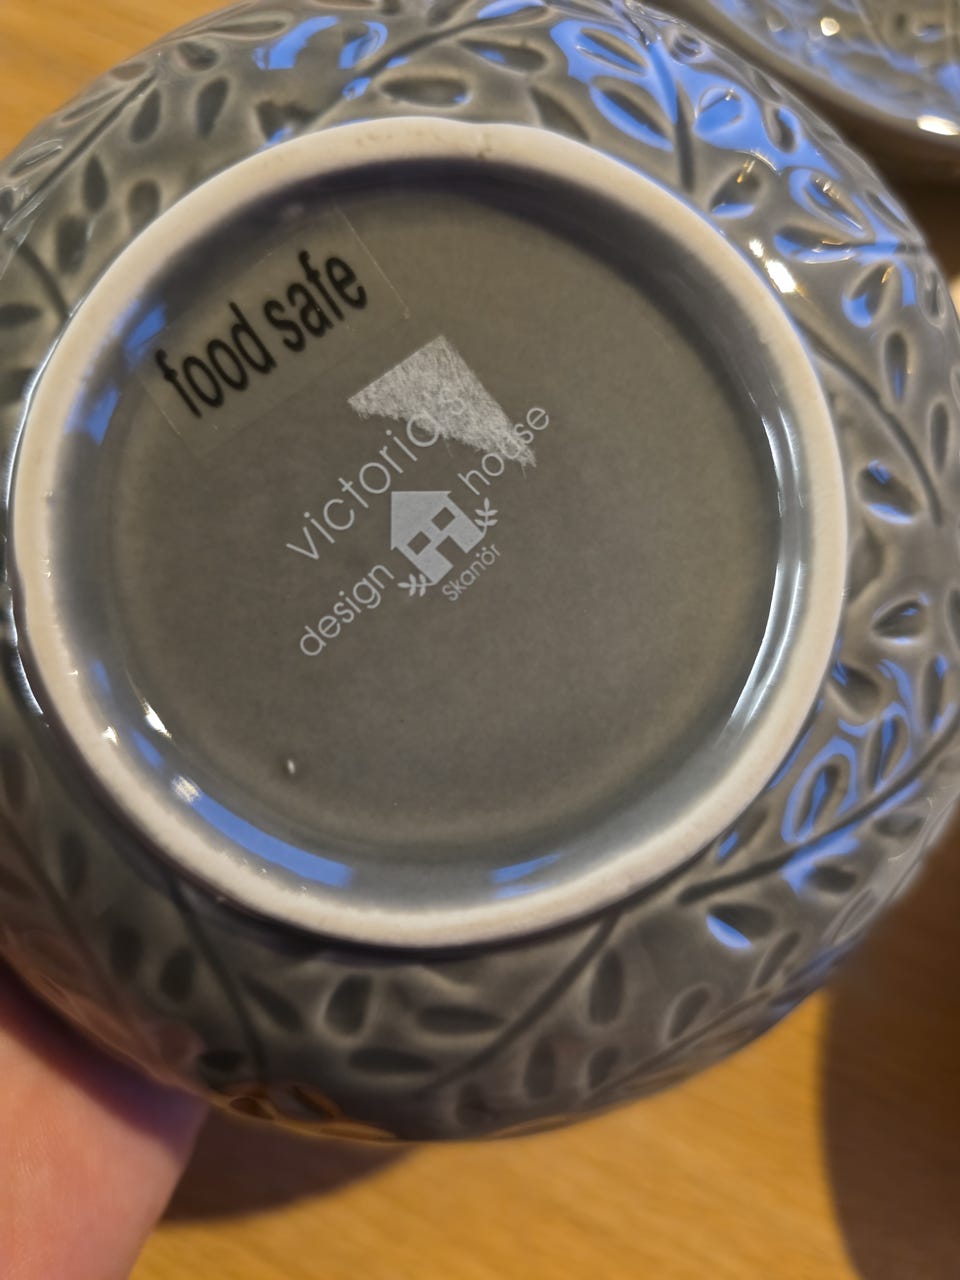 food safe
victoria's
design house
Skanör